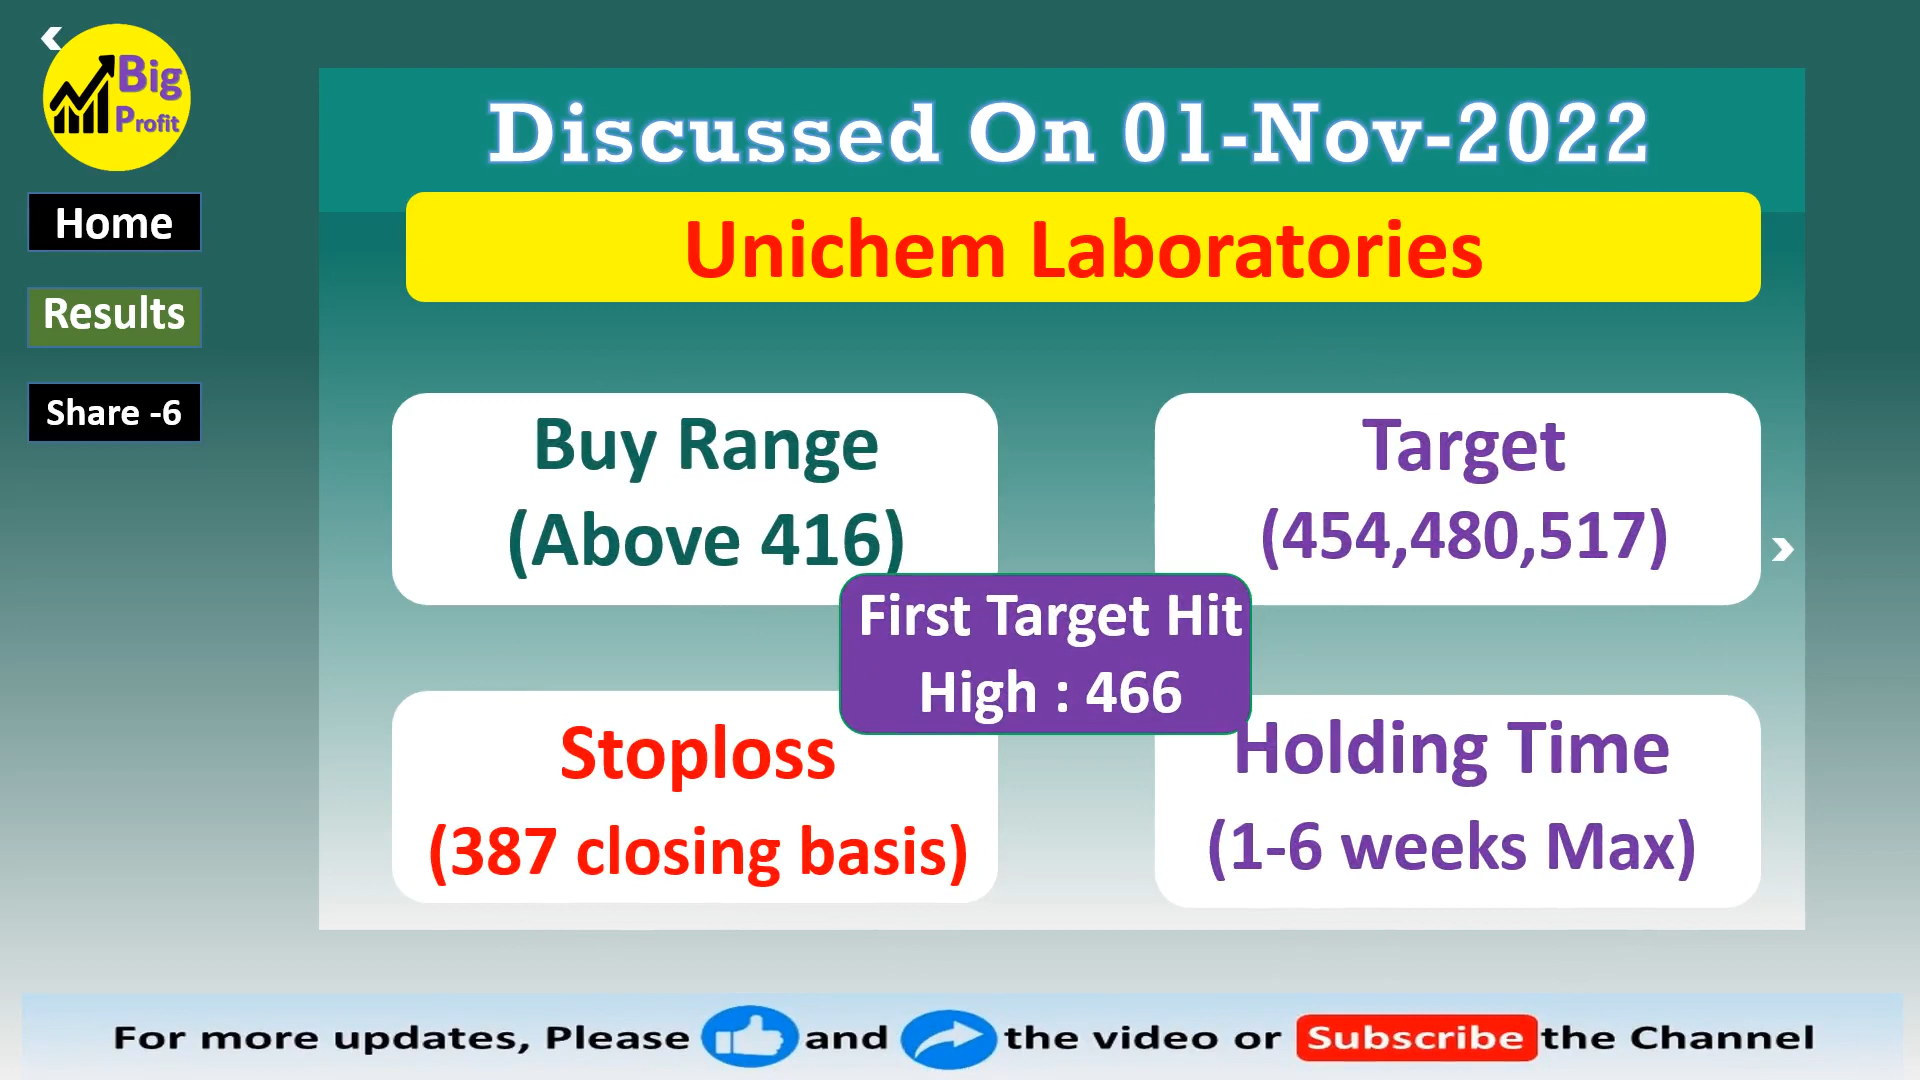 Big
Profit
Home
Results
Share -6
Discussed On 01-Nov-2022
Unichem Laboratories
Buy Range
(Above 416)
Target
(454,480,517)
First Target Hit
High : 466
Stoploss
(387 closing basis)
Holding Time
(1-6 weeks Max)
For more updates, Please and the video or Subscribe the Channel